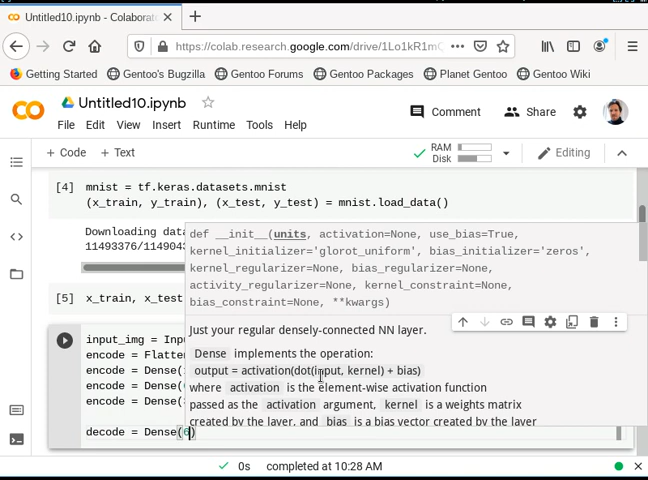 Untitled10.ipynb - Colabora
https://colab.research.google.com/drive/1Lo1kR1m
Getting Started
Gentoo's Bugzilla
Gentoo Forums
Gentoo Packages
Planet Gentoo
Gentoo Wiki
Untitled10.ipynb
Comment
Share
File Edit View Insert Runtime Tools Help
+ Code + Text
RAM
Disk
Editing
[4] mnist = tf.keras.datasets.mnist
(x_train, y_train), (x_test, y_test) = mnist.load_data()
Downloading data
11493376/1149043
[5] x_train, x_test
def __init__(units, activation=None, use_bias=True,
kernel_initializer='glorot_uniform', bias_initializer='zeros',
kernel_regularizer=None, bias_regularizer=None,
activity_regularizer=None, kernel_constraint=None,
bias_constraint=None, **kwargs)
Just your regular densely-connected NN layer.
Dense implements the operation:
output = activation(dot(input, kernel) + bias)
where activation is the element-wise activation function
passed as the activation argument, kernel is a weights matrix
created by the layer, and bias is a bias vector created by the layer
input_img = Inpu
encode = Flatten
encode = Dense(
encode = Dense(
encode = Dense(
decode = Dense(6)
0s completed at 10:28 AM